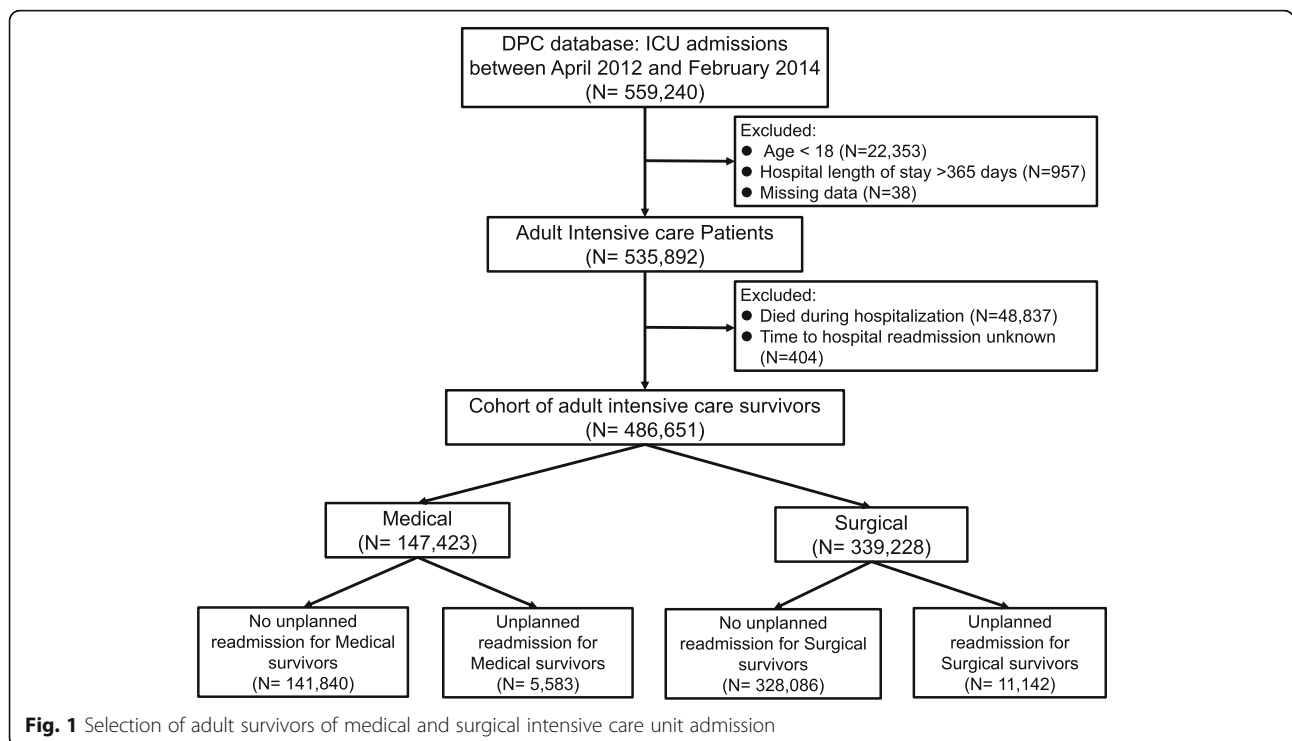 DPC database: ICU admissions
between April 2012 and February 2014
(N= 559,240)
Excluded:
● Age < 18 (N=22,353)
● Hospital length of stay >365 days (N=957)
● Missing data (N=38)
Adult Intensive care Patients
(N= 535,892)
Excluded:
● Died during hospitalization (N=48,837)
● Time to hospital readmission unknown
(N=404)
Cohort of adult intensive care survivors
(N= 486,651)
Medical
(N= 147,423)
Surgical
(N= 339,228)
No unplanned
readmission for Medical
survivors
(N= 141,840)
Unplanned
readmission for
Medical survivors
(N= 5,583)
No unplanned
readmission for Surgical
survivors
(N= 328,086)
Unplanned
readmission for
Surgical survivors
(N= 11,142)
Fig. 1 Selection of adult survivors of medical and surgical intensive care unit admission